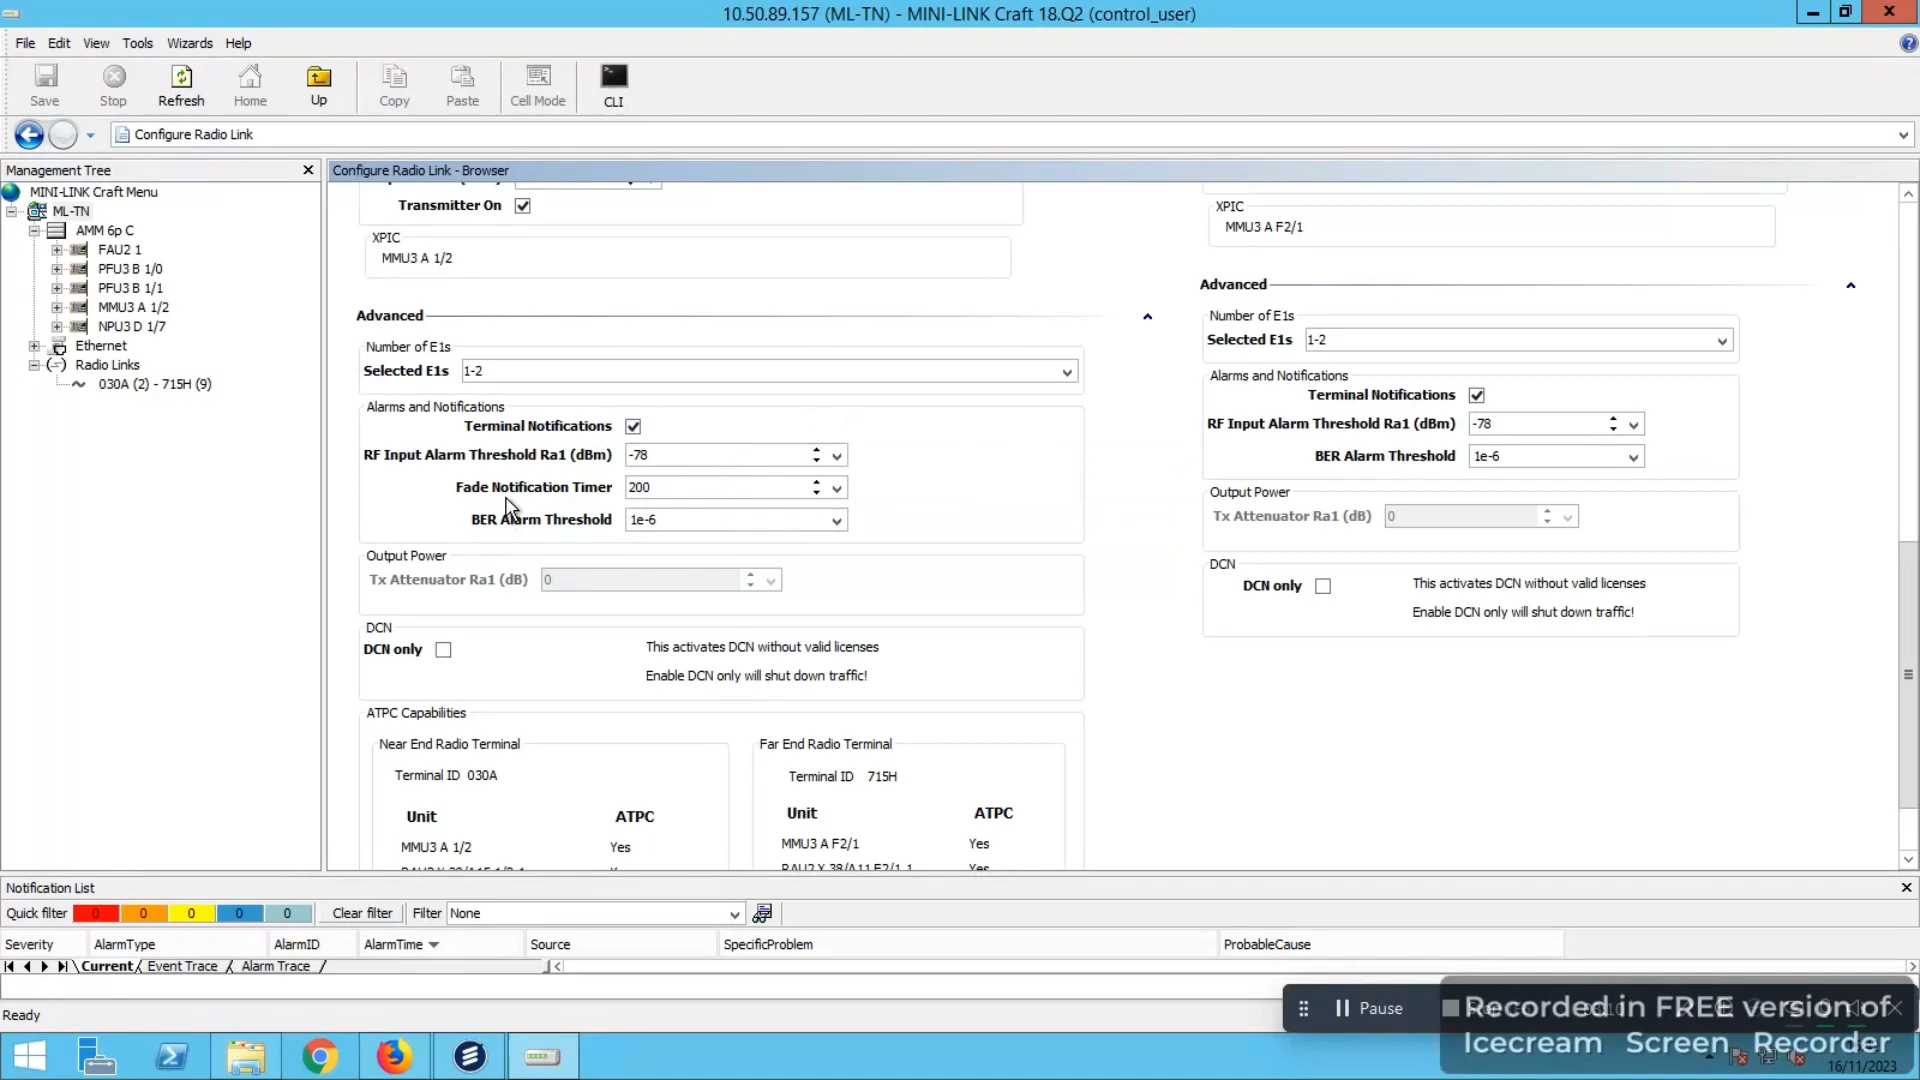 10.50.89.157 (ML-TN) - MINI-LINK Craft 18.Q2 (control_user)
File Edit View Tools Wizards Help
Save Stop Refresh Home Up Copy Paste Cell Mode CLI
Configure Radio Link
Management Tree
MINI-LINK Craft Menu
ML-TN
AMM 6p C
FAU2 1
PFU3 B 1/0
PFU3 B 1/1
MMU3 A 1/2
NPU3 D 1/7
Ethernet
Radio Links
030A (2) - 715H (9)
Configure Radio Link - Browser
Transmitter On
XPIC
MMU3 A 1/2
Advanced
Number of E1s
Selected E1s 1-2
Alarms and Notifications
Terminal Notifications
RF Input Alarm Threshold Ra1 (dBm) -78
Fade Notification Timer 200
BER Alarm Threshold 1e-6
Output Power
Tx Attenuator Ra1 (dB) 0
DCN
DCN only This activates DCN without valid licenses
Enable DCN only will shut down traffic!
ATPC Capabilities
Near End Radio Terminal
Terminal ID 030A
Unit ATPC
MMU3 A 1/2 Yes
Far End Radio Terminal
Terminal ID 715H
Unit ATPC
MMU3 A F2/1 Yes
XPIC
MMU3 A F2/1
Advanced
Number of E1s
Selected E1s 1-2
Alarms and Notifications
Terminal Notifications
RF Input Alarm Threshold Ra1 (dBm) -78
BER Alarm Threshold 1e-6
Output Power
Tx Attenuator Ra1 (dB) 0
DCN
DCN only This activates DCN without valid licenses
Enable DCN only will shut down traffic!
Notification List
Quick filter 0 0 0 0 0 Clear filter Filter None
Severity AlarmType AlarmID AlarmTime Source SpecificProblem ProbableCause
Current Event Trace Alarm Trace
Ready
Pause
Recorded in FREE version of
Icecream Screen Recorder
16/11/2023